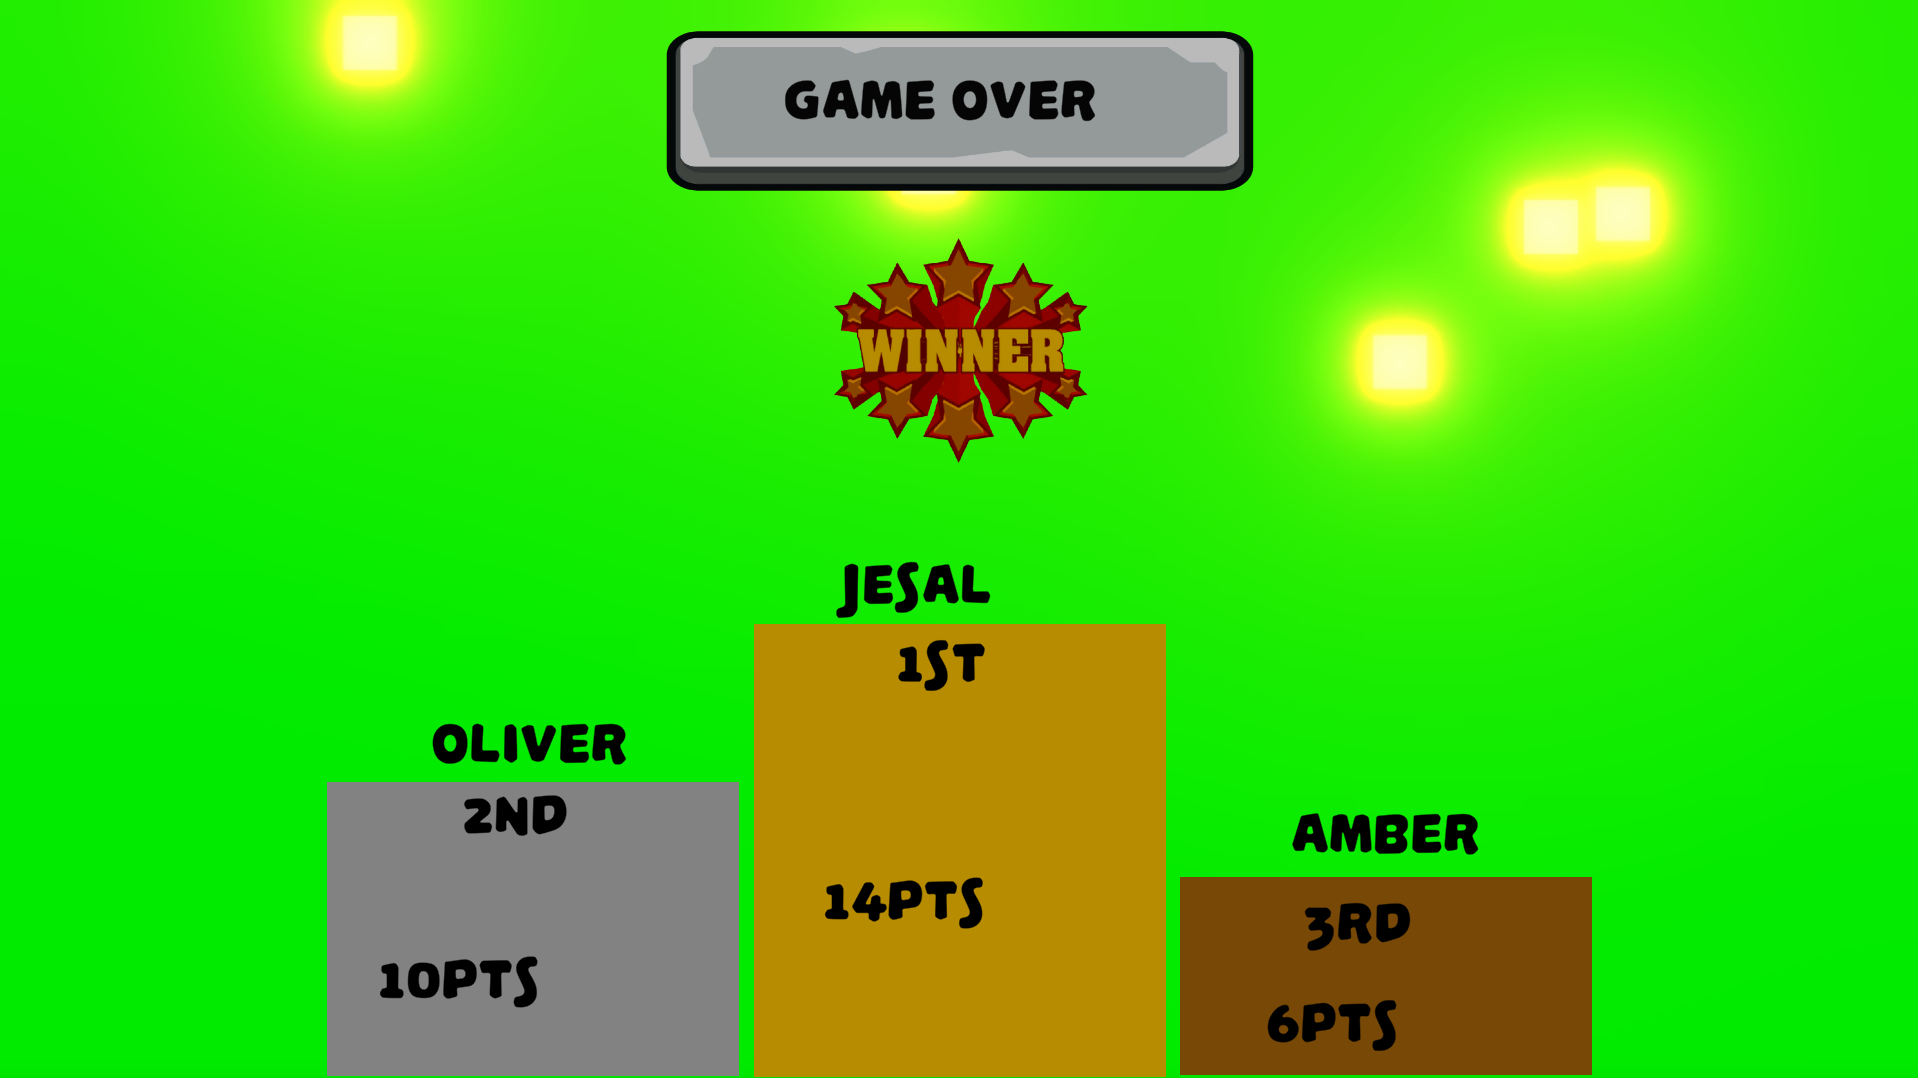 GAME OVER
WINNER
JESAL
1ST
14PTS
OLIVER
2ND
10PTS
AMBER
3RD
6PTS